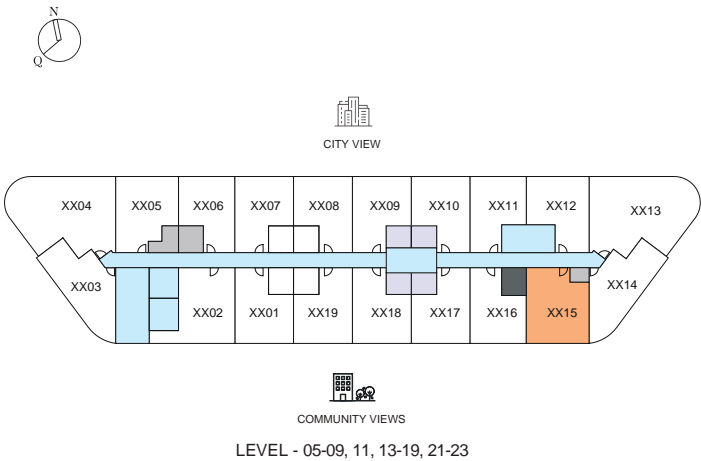 N
Q
CITY VIEW
XX04 XX05 XX06 XX07 XX08 XX09 XX10 XX11 XX12 XX13
XX03 XX14
XX02 XX01 XX19 XX18 XX17 XX16 XX15
COMMUNITY VIEWS
LEVEL - 05-09, 11, 13-19, 21-23